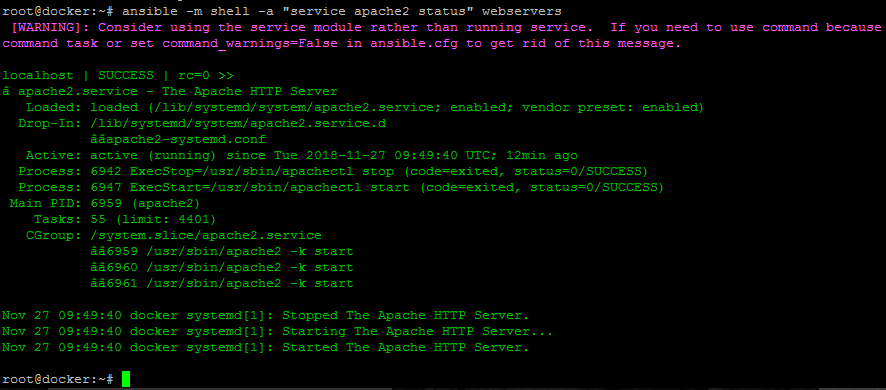 root@docker:~# ansible -m shell -a "service apache2 status" webservers
[WARNING]: Consider using the service module rather than running service.  If you need to use command because
command task or set command_warnings=False in ansible.cfg to get rid of this message.
localhost | SUCCESS | rc=0 >>
â apache2.service - The Apache HTTP Server
Loaded: loaded (/lib/systemd/system/apache2.service; enabled; vendor preset: enabled)
Drop-In: /lib/systemd/system/apache2.service.d
ââapache2-systemd.conf
Active: active (running) since Tue 2018-11-27 09:49:40 UTC; 12min ago
Process: 6942 ExecStop=/usr/sbin/apachectl stop (code=exited, status=0/SUCCESS)
Process: 6947 ExecStart=/usr/sbin/apachectl start (code=exited, status=0/SUCCESS)
Main PID: 6959 (apache2)
Tasks: 55 (limit: 4401)
CGroup: /system.slice/apache2.service
ââ6959 /usr/sbin/apache2 -k start
ââ6960 /usr/sbin/apache2 -k start
ââ6961 /usr/sbin/apache2 -k start
Nov 27 09:49:40 docker systemd[1]: Stopped The Apache HTTP Server.
Nov 27 09:49:40 docker systemd[1]: Starting The Apache HTTP Server...
Nov 27 09:49:40 docker systemd[1]: Started The Apache HTTP Server.
root@docker:~#